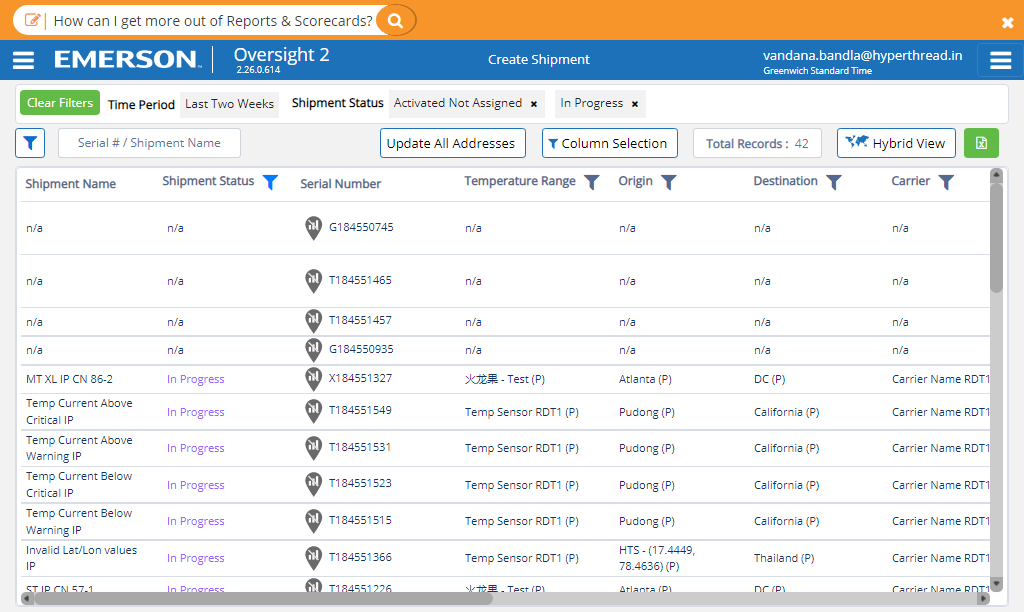 How can I get more out of Reports & Scorecards?
EMERSON
Oversight 2
2.26.0.614
Create Shipment
vandana.bandla@hyperthread.in
Greenwich Standard Time
Clear Filters Time Period Last Two Weeks Shipment Status Activated Not Assigned × In Progress ×
Serial # / Shipment Name Update All Addresses Column Selection Total Records : 42 Hybrid View
Shipment Name Shipment Status Serial Number Temperature Range Origin Destination Carrier
n/a n/a G184550745 n/a n/a n/a n/a
n/a n/a T184551465 n/a n/a n/a n/a
n/a n/a T184551457 n/a n/a n/a n/a
n/a n/a G184550935 n/a n/a n/a n/a
MT XL IP CN 86-2 In Progress X184551327 火龙果 - Test (P) Atlanta (P) DC (P) Carrier Name RDT1
Temp Current Above
Critical IP In Progress T184551549 Temp Sensor RDT1 (P) Pudong (P) California (P) Carrier Name RDT1
Temp Current Above
Warning IP In Progress T184551531 Temp Sensor RDT1 (P) Pudong (P) California (P) Carrier Name RDT1
Temp Current Below
Critical IP In Progress T184551523 Temp Sensor RDT1 (P) Pudong (P) California (P) Carrier Name RDT1
Temp Current Below
Warning IP In Progress T184551515 Temp Sensor RDT1 (P) Pudong (P) California (P) Carrier Name RDT1
Invalid Lat/Lon values
IP In Progress T184551366 Temp Sensor RDT1 (P) HTS - (17.4449,
78.4636) (P) Thailand (P) Carrier Name RDT1
ST IP CN 57-1 In Progress T184551226 火龙果 - Test (P) Atlanta (P) DC (P) Carrier Name RDT1